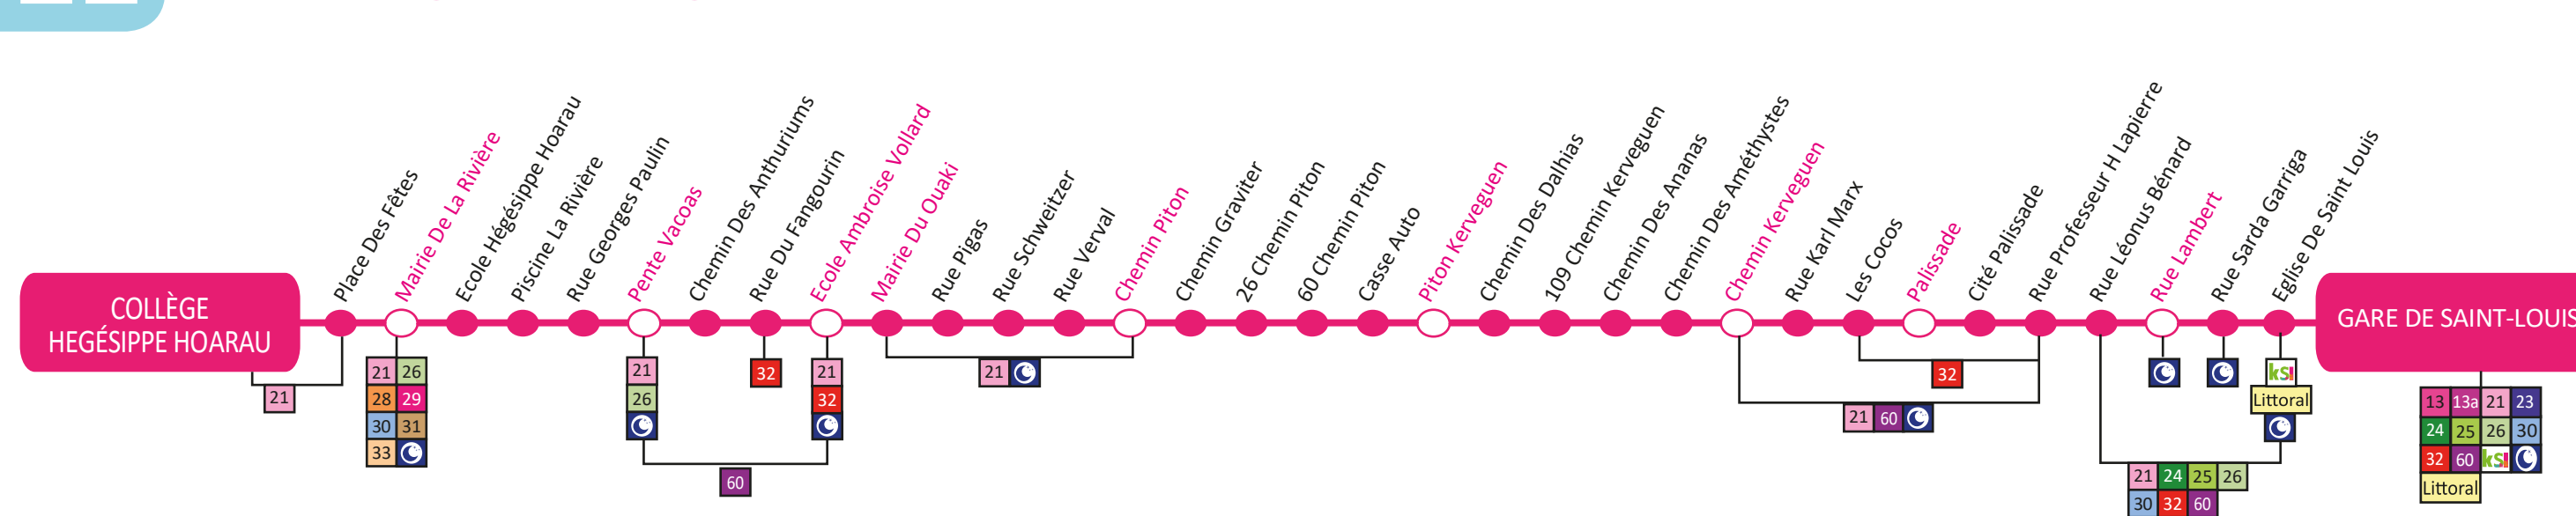 COLLÈGE
HEGÉSIPPE HOARAU
Place Des Fêtes
Mairie De La Rivière
Ecole Hégésippe Hoarau
Piscine La Rivière
Rue Georges Paulin
Pente Vacoas
Chemin Des Anthuriums
Rue Du Fangourin
Ecole Ambroise Vollard
Mairie Du Ouaki
Rue Pigas
Rue Schweitzer
Rue Verval
Chemin Piton
Chemin Graviter
26 Chemin Piton
60 Chemin Piton
Casse Auto
Piton Kerveguen
Chemin Des Dalhias
109 Chemin Kerveguen
Chemin Des Ananas
Chemin Des Améthystes
Chemin Kerveguen
Rue Karl Marx
Les Cocos
Palissade
Cité Palissade
Rue Professeur H Lapierre
Rue Léonus Bénard
Rue Lambert
Rue Sarda Garriga
Eglise De Saint Louis
GARE DE SAINT-LOUIS
21
21 26
28 29
30 31
33
21
26
60
32
21
32
21
32
21 60
ksi
Littoral
21 24 25 26
30 32 60
13 13a 21 23
24 25 26 30
32 60 ksi
Littoral